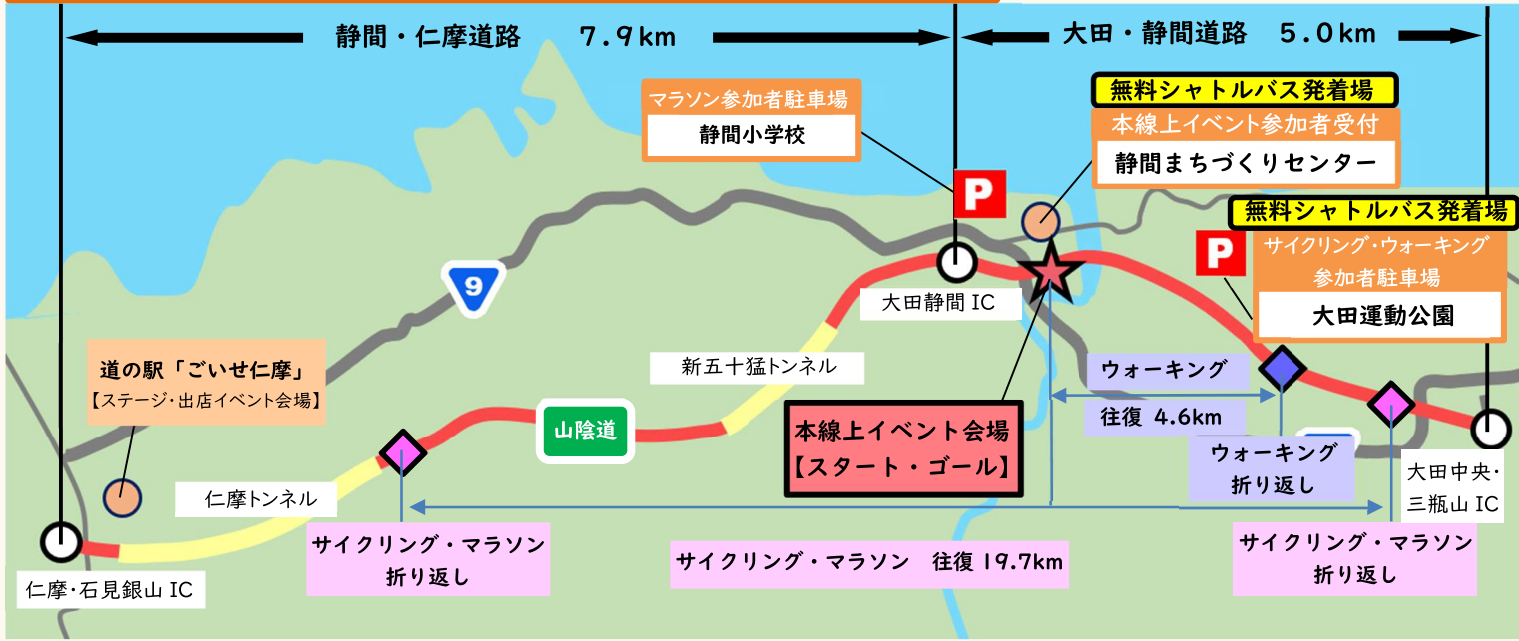 静間・仁摩道路　7.9km
大田・静間道路　5.0km
マラソン参加者駐車場
静間小学校
無料シャトルバス発着場
本線上イベント参加者受付
静間まちづくりセンター
P
無料シャトルバス発着場
P
サイクリング・ウォーキング
参加者駐車場
大田運動公園
9
大田静間 IC
道の駅「ごいせ仁摩」
【ステージ・出店イベント会場】
新五十猛トンネル
ウォーキング
往復 4.6km
山陰道
本線上イベント会場
【スタート・ゴール】
ウォーキング
折り返し
大田中央・
三瓶山 IC
仁摩トンネル
サイクリング・マラソン
折り返し
サイクリング・マラソン　往復 19.7km
サイクリング・マラソン
折り返し
仁摩・石見銀山 IC